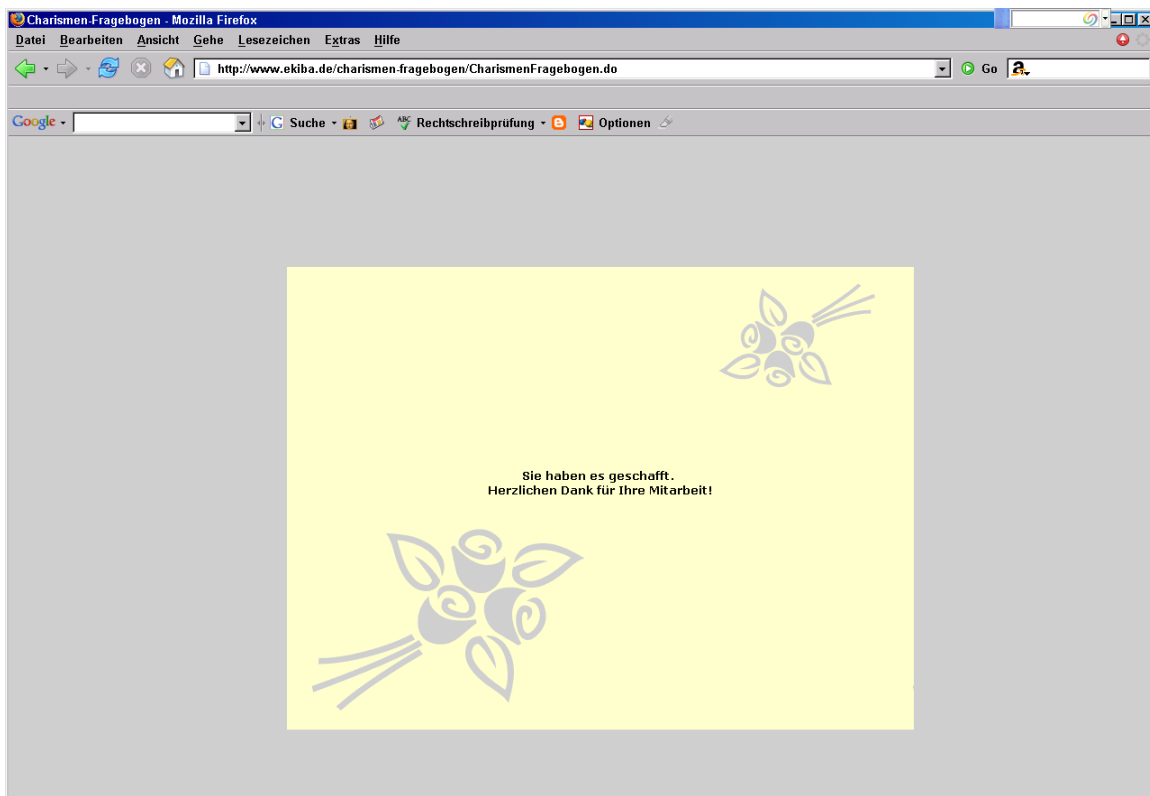 Charismen-Fragebogen - Mozilla Firefox
Datei Bearbeiten Ansicht Gehe Lesezeichen Extras Hilfe
http://www.ekiba.de/charismen-fragebogen/CharismenFragebogen.do Go a
Google G Suche ABC Rechtschreibprüfung Optionen
Sie haben es geschafft.
Herzlichen Dank für Ihre Mitarbeit!